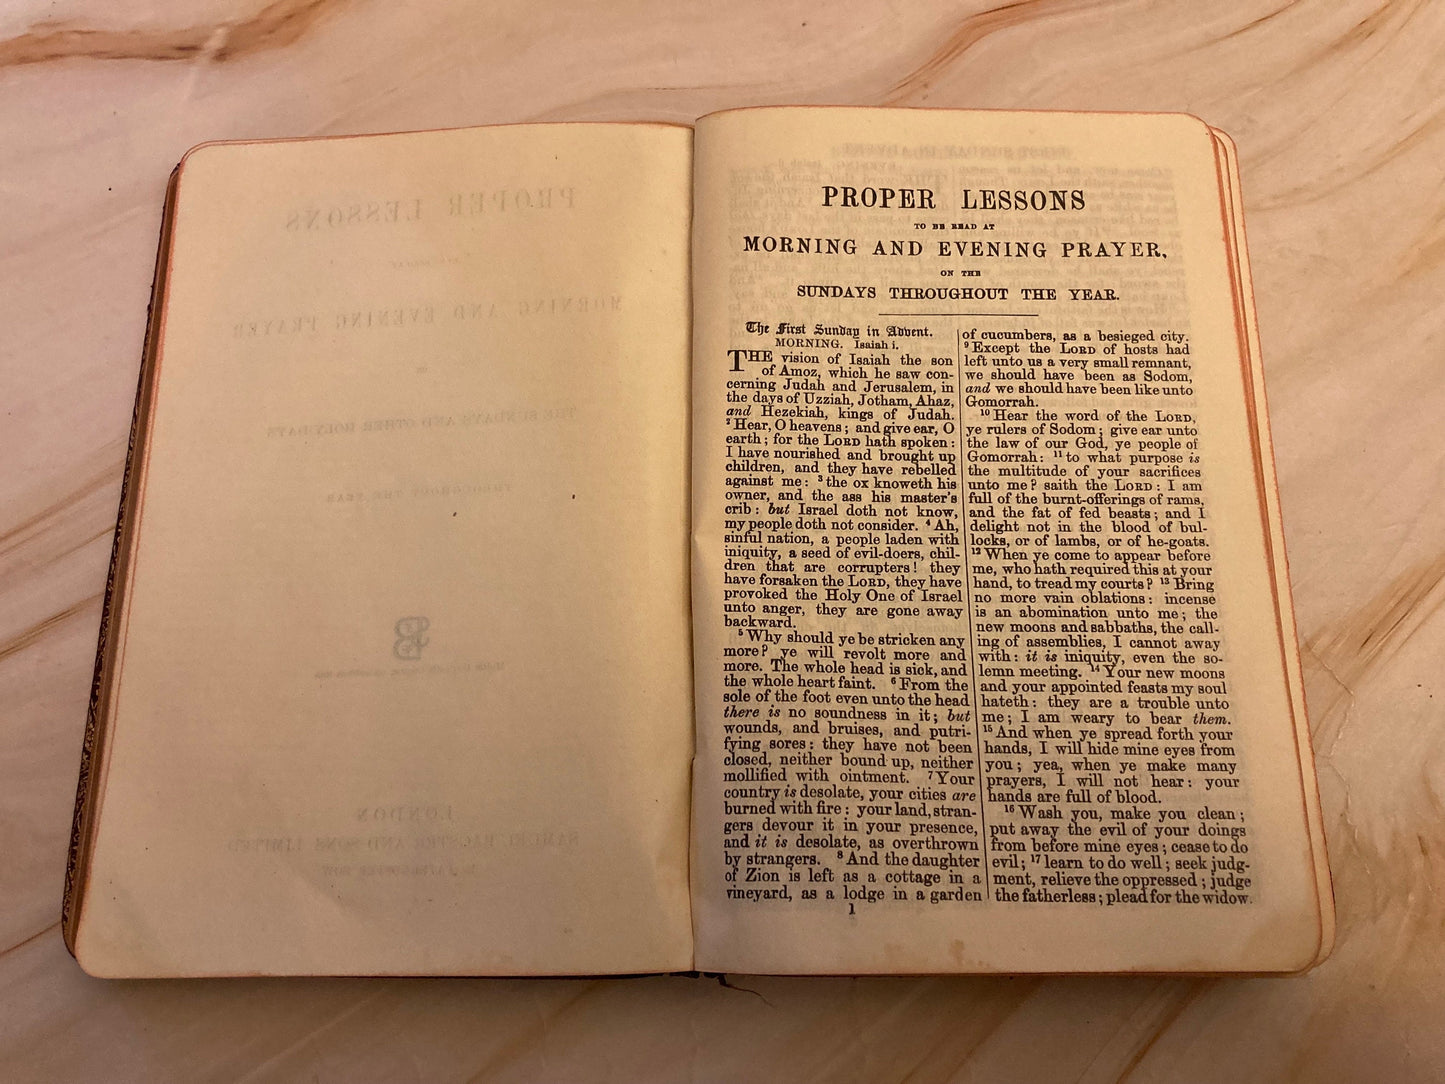 PROPER LESSONS
MORNING AND EVENING PRAYER
THE SUNDAYS AND OTHER HOLYDAYS
THROUGHOUT THE YEAR
LONDON
SAMUEL BAGSTER AND SONS LIMITED
PATERNOSTER ROW
PROPER LESSONS
TO BE READ AT
MORNING AND EVENING PRAYER,
ON THE
SUNDAYS THROUGHOUT THE YEAR.
The First Sunday in Advent.
MORNING. Isaiah i.
THE vision of Isaiah the son
of Amoz, which he saw con-
cerning Judah and Jerusalem, in
the days of Uzziah, Jotham, Ahaz,
and Hezekiah, kings of Judah.
2 Hear, O heavens; and give ear, O
earth; for the LORD hath spoken:
I have nourished and brought up
children, and they have rebelled
against me: 3 the ox knoweth his
owner, and the ass his master's
crib: but Israel doth not know,
my people doth not consider. 4 Ah,
sinful nation, a people laden with
iniquity, a seed of evil-doers, chil-
dren that are corrupters! they
have forsaken the LORD, they have
provoked the Holy One of Israel
unto anger, they are gone away
backward.
5 Why should ye be stricken any
more? ye will revolt more and
more. The whole head is sick, and
the whole heart faint. 6 From the
sole of the foot even unto the head
there is no soundness in it; but
wounds, and bruises, and putri-
fying sores: they have not been
closed, neither bound up, neither
mollified with ointment. 7 Your
country is desolate, your cities are
burned with fire: your land, stran-
gers devour it in your presence,
and it is desolate, as overthrown
by strangers. 8 And the daughter
of Zion is left as a cottage in a
vineyard, as a lodge in a garden
of cucumbers, as a besieged city.
9 Except the LORD of hosts had
left unto us a very small remnant,
we should have been as Sodom,
and we should have been like unto
Gomorrah.
10 Hear the word of the LORD,
ye rulers of Sodom; give ear unto
the law of our God, ye people of
Gomorrah: 11 to what purpose is
the multitude of your sacrifices
unto me? saith the LORD: I am
full of the burnt-offerings of rams,
and the fat of fed beasts; and I
delight not in the blood of bul-
locks, or of lambs, or of he-goats.
12 When ye come to appear before
me, who hath required this at your
hand, to tread my courts? 13 Bring
no more vain oblations: incense
is an abomination unto me; the
new moons and sabbaths, the call-
ing of assemblies, I cannot away
with: it is iniquity, even the so-
lemn meeting. 14 Your new moons
and your appointed feasts my soul
hateth: they are a trouble unto
me; I am weary to bear them.
15 And when ye spread forth your
hands, I will hide mine eyes from
you; yea, when ye make many
prayers, I will not hear: your
hands are full of blood.
16 Wash you, make you clean;
put away the evil of your doings
from before mine eyes; cease to do
evil; 17 learn to do well; seek judg-
ment, relieve the oppressed; judge
the fatherless; plead for the widow.
1